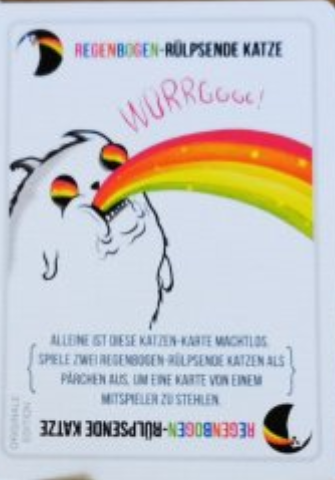 REGENBOGEN-RÜLPSENDE KATZE
WÜRRGGGG!
ALLEINE IST DIESE KATZEN-KARTE MACHTLOS.
SPIELE ZWEI REGENBOGEN-RÜLPSENDE KATZEN ALS
PÄRCHEN AUS, UM EINE KARTE VON EINEM
MITSPIELER ZU STEHLEN.
ORIGINALE
EDITION
REGENBOGEN-RÜLPSENDE KATZE